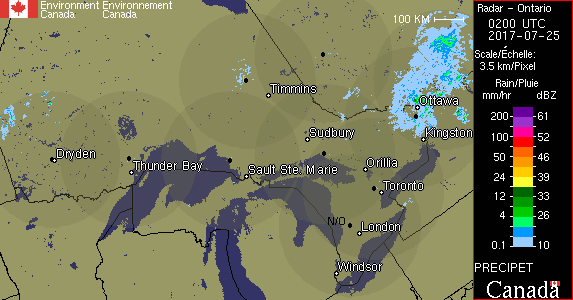 Environment Environnement
Canada Canada
100 KM
Radar - Ontario
0200 UTC
2017-07-25
Scale/Échelle:
3.5 km/Pixel
Rain/Pluie
mm/hr dBZ
200 61
100 52
50 46
24 39
12 33
4 26
0.1 10
PRECIPET
Canada
Timmins
Ottawa
Sudbury
Kingston
Dryden
Thunder Bay
Sault Ste. Marie
Orillia
Toronto
N/O
London
Windsor